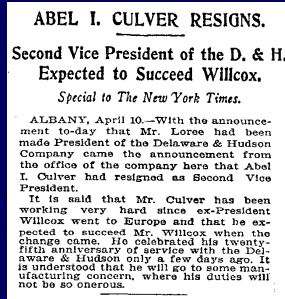 ABEL I. CULVER RESIGNS.
Second Vice President of the D. & H.
Expected to Succeed Willcox.
Special to The New York Times.
ALBANY, April 10.—With the announce-
ment to-day that Mr. Loree had been
made President of the Delaware & Hudson
Company came the announcement from
the office of the company here that Abel
I. Culver had resigned as Second Vice
President.
It is said that Mr. Culver has been
working very hard since ex-President
Willcox went to Europe and that be ex-
pected to succeed Mr. Willcox when the
change came. He celebrated his twenty-
fifth anniversary of service with the Del-
aware & Hudson only a few days ago. It
is understood that he will go to some man-
ufacturing concern, where his duties will
not be so onerous.